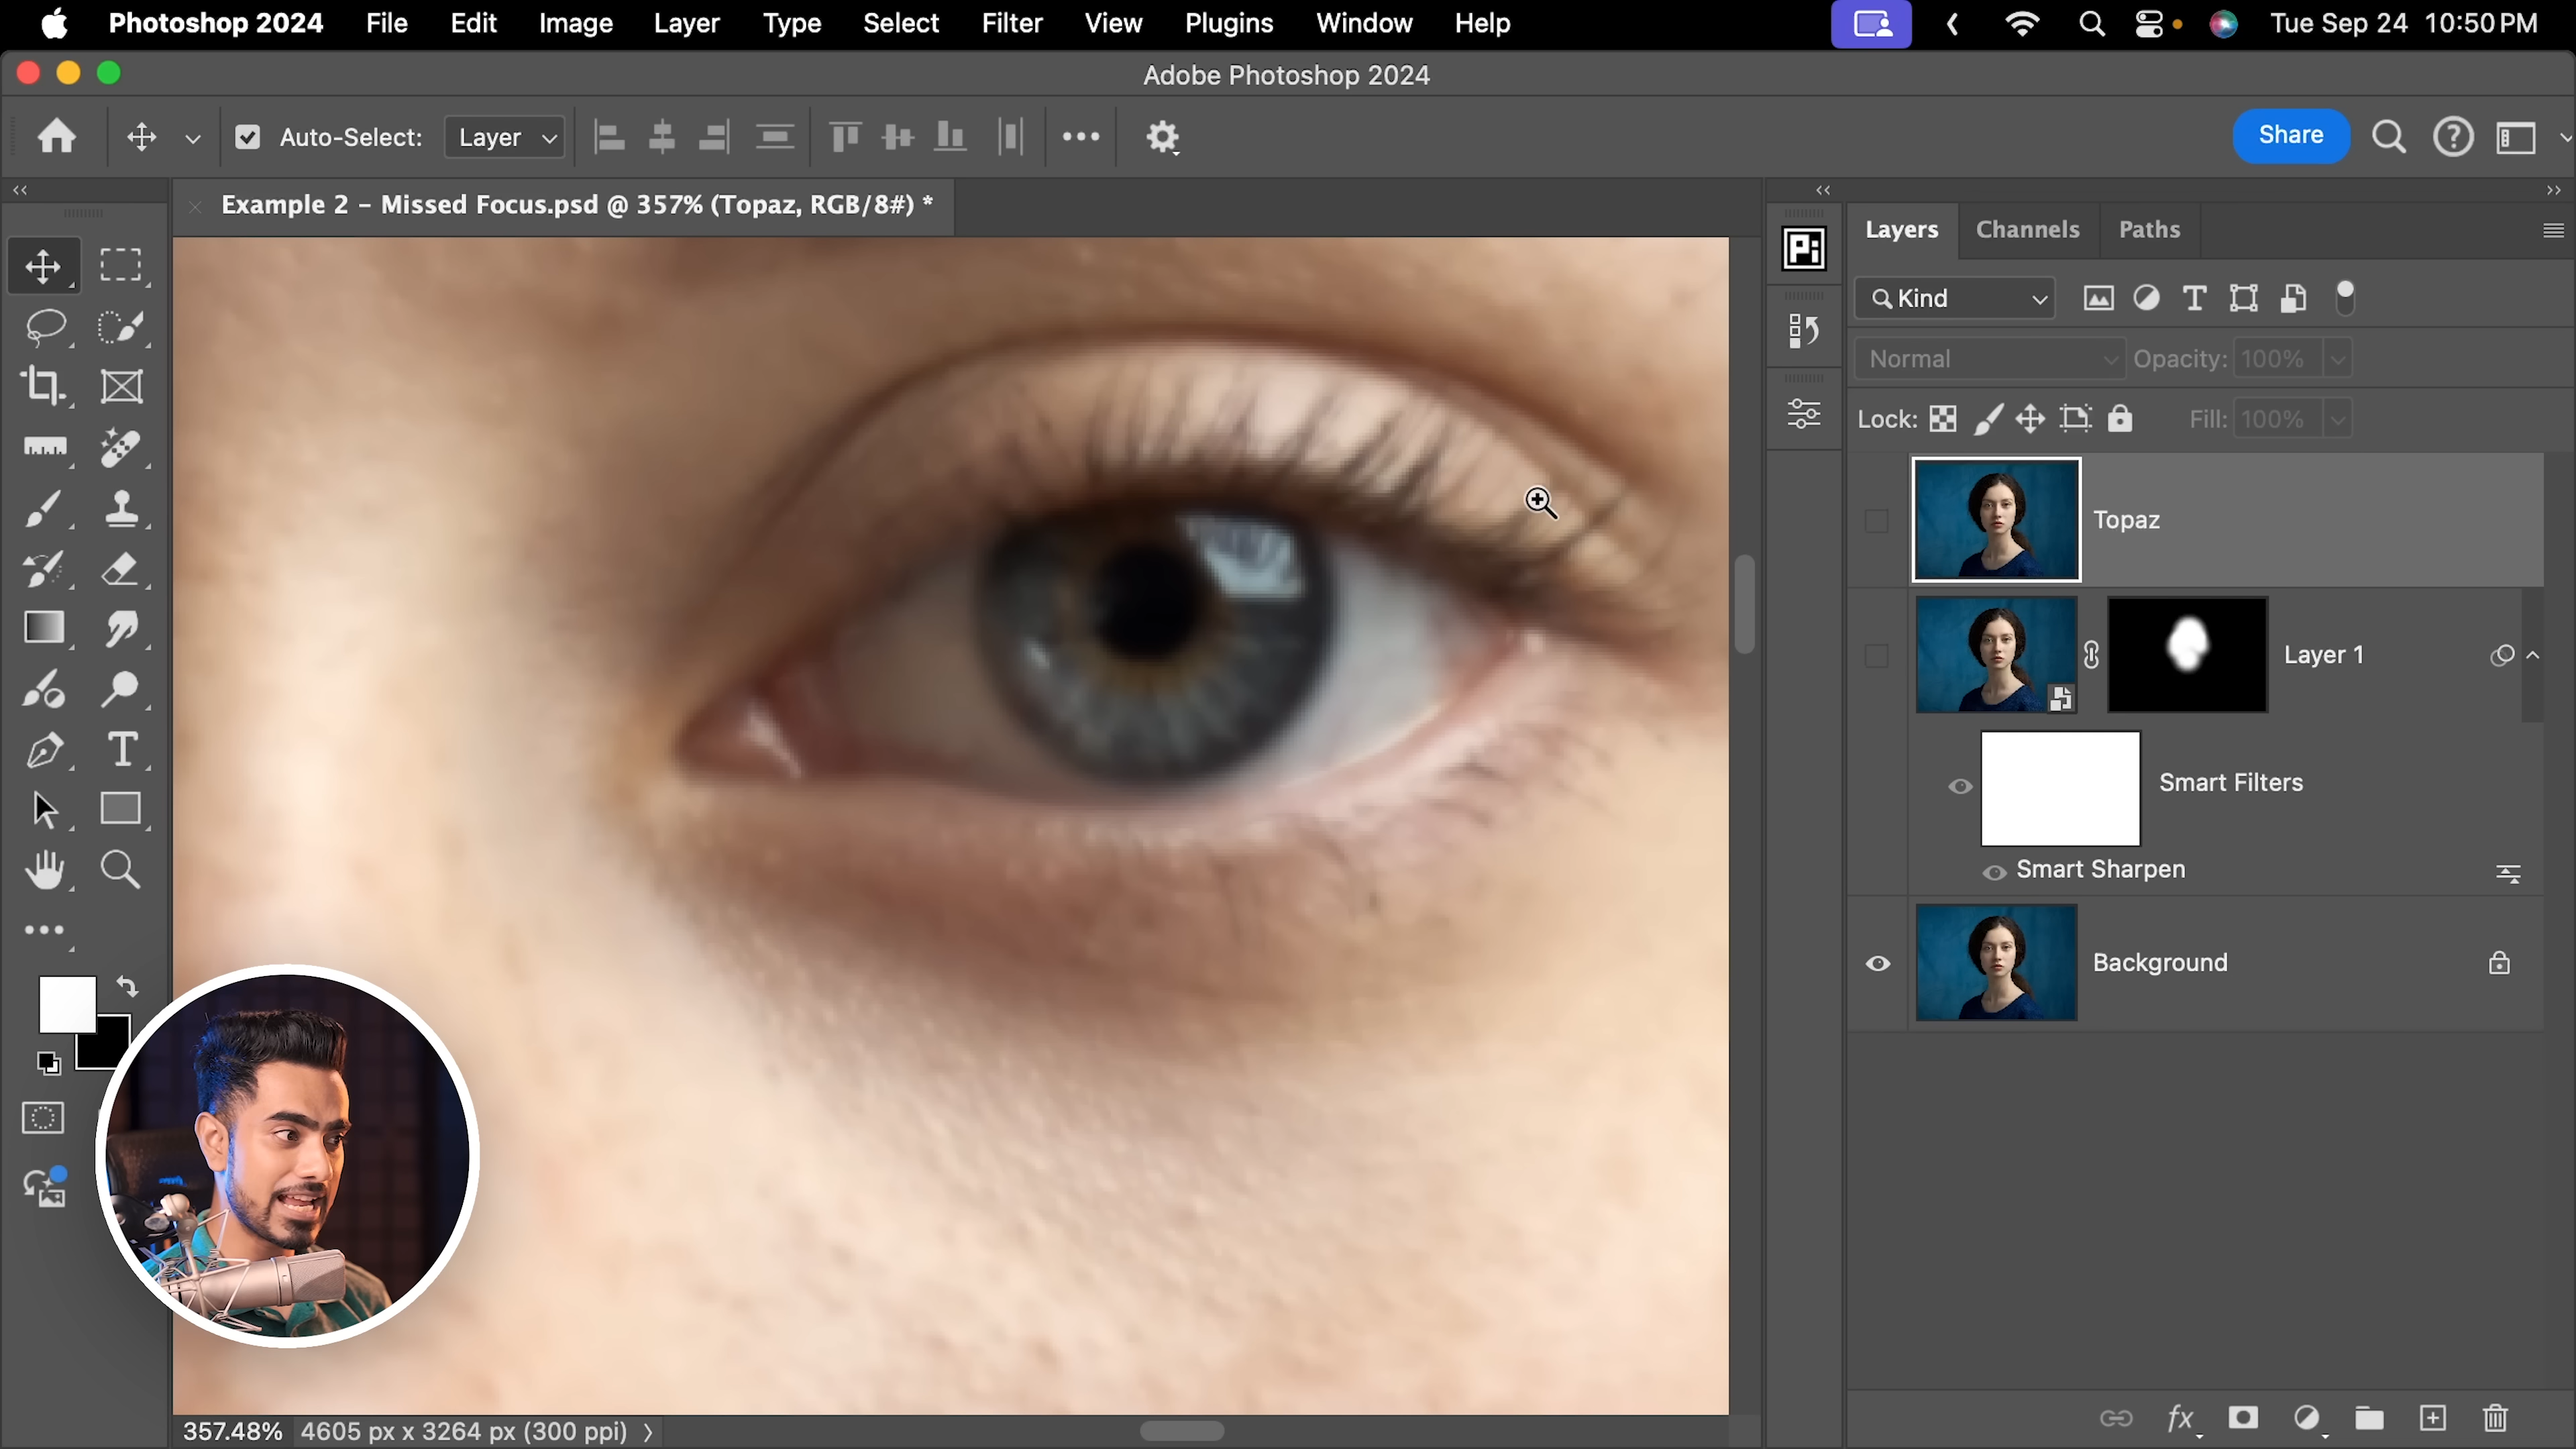 Photoshop 2024 File Edit Image Layer Type Select Filter View Plugins Window Help Tue Sep 24 10:50 PM
Adobe Photoshop 2024
Auto-Select: Layer Share
Example 2 – Missed Focus.psd @ 357% (Topaz, RGB/8#) *
Layers Channels Paths
Kind
Normal Opacity: 100%
Lock: Fill: 100%
Topaz
Layer 1
Smart Filters
Smart Sharpen
Background
fx
357.48% 4605 px x 3264 px (300 ppi)